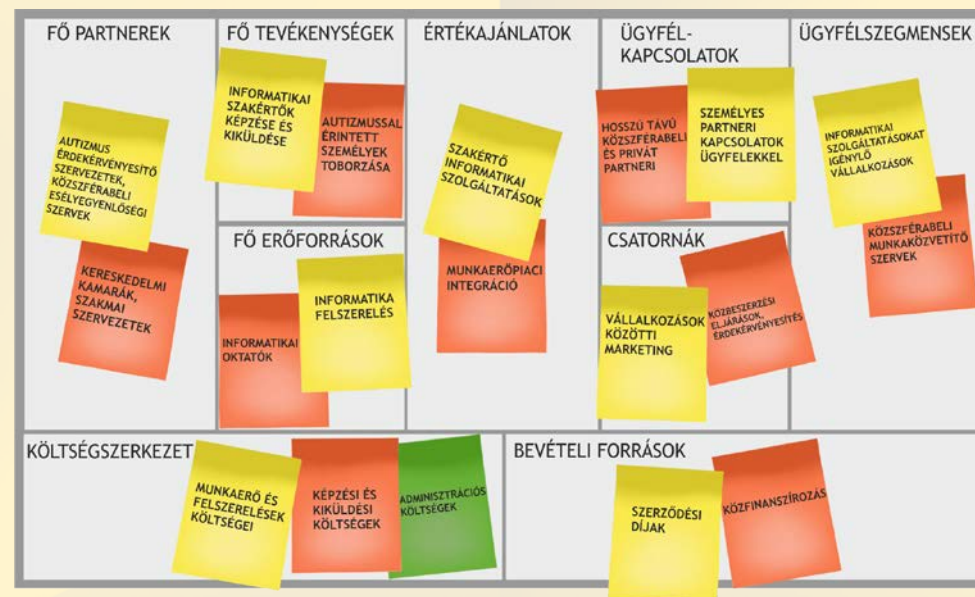 FŐ PARTNEREK
AUTIZMUS
ÉRDEKÉRVÉNYESÍTŐ
SZERVEZETEK,
KÖZSZFÉRABELI
ESÉLYEGYENLŐSÉGI
SZERVEK
KERESKEDELMI
KAMARÁK,
SZAKMAI
SZERVEZETEK
FŐ TEVÉKENYSÉGEK
INFORMATIKAI
SZAKÉRTŐK
KÉPZÉSE ÉS
KIKÜLDÉSE
AUTIZMUSSAL
ÉRINTETT
SZEMÉLYEK
TOBORZÁSA
FŐ ERŐFORRÁSOK
INFORMATIKA
FELSZERELÉS
INFORMATIKAI
OKTATÓK
ÉRTÉKAJÁNLATOK
SZAKÉRTŐ
INFORMATIKAI
SZOLGÁLTATÁSOK
MUNKAERŐPIACI
INTEGRÁCIÓ
ÜGYFÉL-
KAPCSOLATOK
HOSSZÚ TÁVÚ
KÖZSZFÉRABELI
ÉS PRIVÁT
PARTNERI
SZEMÉLYES
PARTNERI
KAPCSOLATOK
ÜGYFELEKKEL
CSATORNÁK
VÁLLALKOZÁSOK
KÖZÖTTI
MARKETING
KÖZBESZERZÉSI
ELJÁRÁSOK,
ÉRDEKÉRVÉNYESÍTÉS
ÜGYFÉLSZEGMENSEK
INFORMATIKAI
SZOLGÁLTATÁSOKAT
IGÉNYLŐ
VÁLLALKOZÁSOK
KÖZSZFÉRABELI
MUNKAKÖZVETÍTŐ
SZERVEK
KÖLTSÉGSZERKEZET
MUNKAERŐ ÉS
FELSZERELÉSEK
KÖLTSÉGEI
KÉPZÉSI ÉS
KIKÜLDÉSI
KÖLTSÉGEK
ADMINISZTRÁCIÓS
KÖLTSÉGEK
BEVÉTELI FORRÁSOK
SZERZŐDÉSI
DÍJAK
KÖZFINANSZÍROZÁS